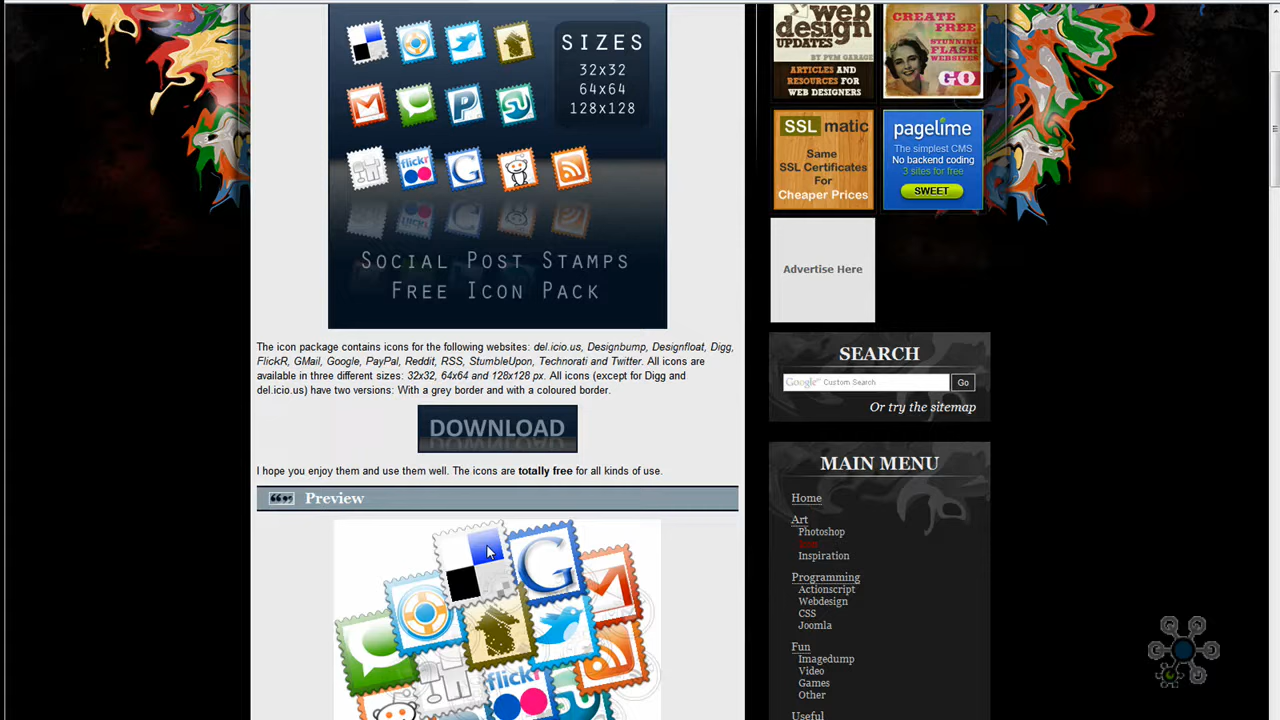 SIZES
32x32
64x64
128x128
flickr
G
SOCIAL POST STAMPS
FREE ICON PACK
The icon package contains icons for the following websites: del.icio.us, Designbump, Designfloat, Digg,
FlickR, GMail, Google, PayPal, Reddit, RSS, StumbleUpon, Technorati and Twitter. All icons are
available in three different sizes: 32x32, 64x64 and 128x128 px. All icons (except for Digg and
del.icio.us) have two versions: With a grey border and with a coloured border.
DOWNLOAD
I hope you enjoy them and use them well. The icons are totally free for all kinds of use.
Preview
G
flickr
web
design
UPDATES
BY PVM GARAGE
ARTICLES AND
RESOURCES FOR
WEB DESIGNERS
CREATE
FREE
STUNNING
FLASH
WEBSITES
GO
SSL matic
Same
SSL Certificates
For
Cheaper Prices
pagelime
The simplest CMS
No backend coding
3 sites for free
SWEET
Advertise Here
SEARCH
Google Custom Search
Go
Or try the sitemap
MAIN MENU
Home
Art
Photoshop
Icon
Inspiration
Programming
Actionscript
Webdesign
CSS
Joomla
Fun
Imagedump
Video
Games
Other
Useful